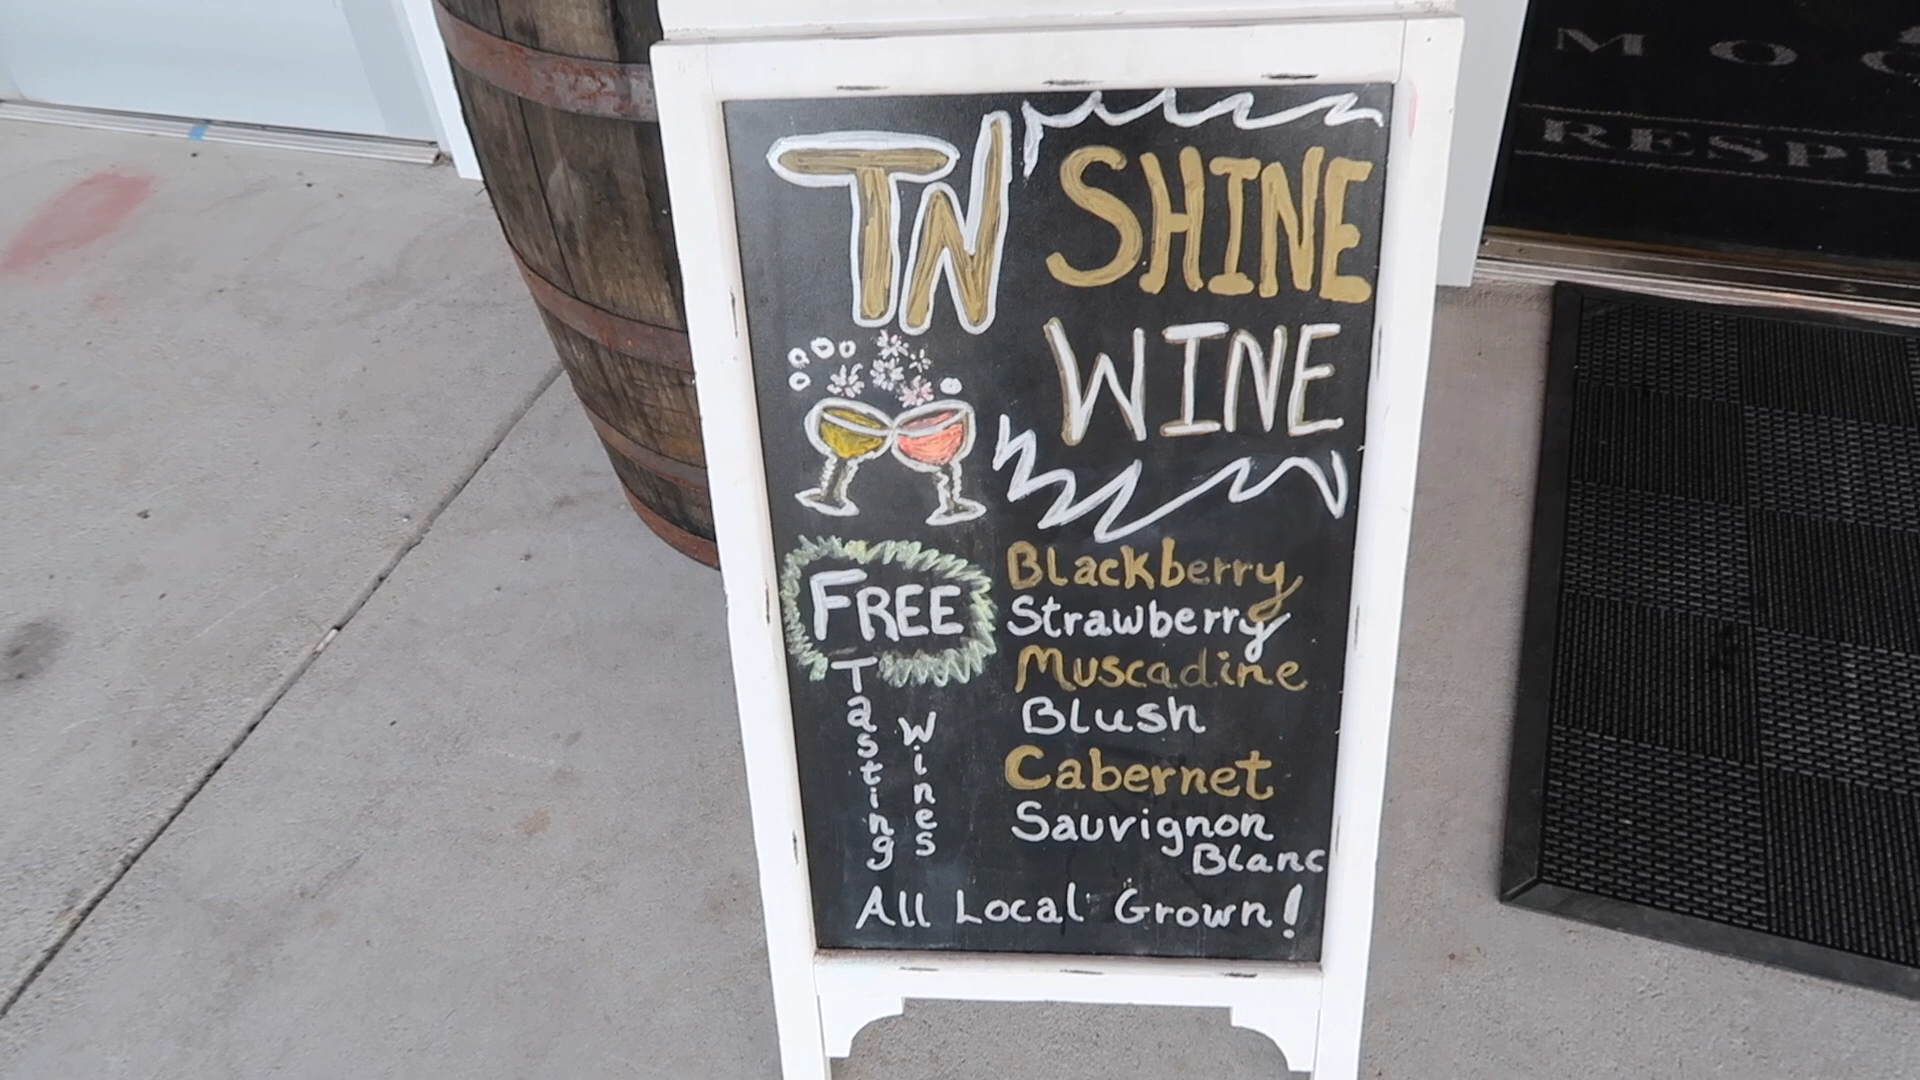 TN SHINE
WINE
FREE
Tasting
Wines
Blackberry
Strawberry
Muscadine
Blush
Cabernet
Sauvignon
Blanc
All Local Grown!